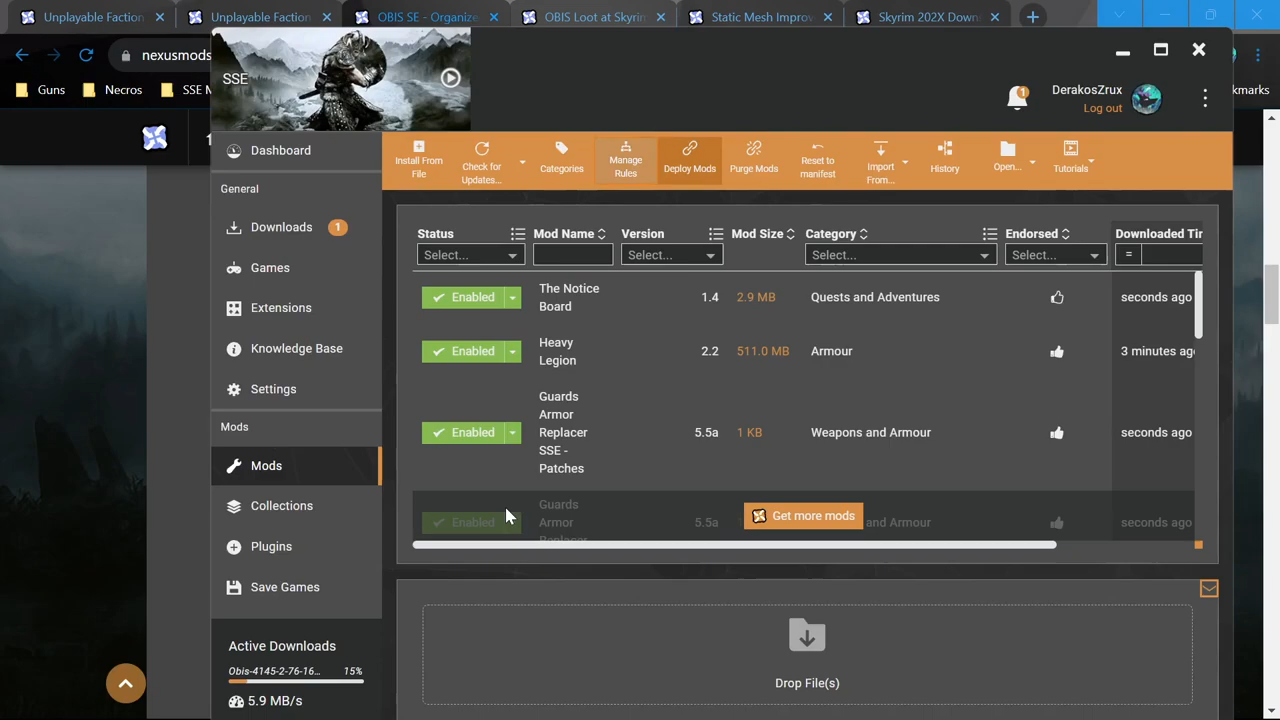 Unplayable Faction
Unplayable Faction
OBIS SE - Organize
OBIS Loot at Skyrim
Static Mesh Improv
Skyrim 202X Down
nexusmods
Guns
Necros
SSE M
kmarks
SSE
DerakosZrux
Log out
1
Dashboard
General
Downloads 1
Games
Extensions
Knowledge Base
Settings
Mods
Mods
Collections
Plugins
Save Games
Active Downloads
Obis-4145-2-76-16... 15%
5.9 MB/s
Install From File
Check for Updates...
Categories
Manage Rules
Deploy Mods
Purge Mods
Reset to manifest
Import From...
History
Open...
Tutorials
Status Mod Name Version Mod Size Category Endorsed Downloaded Tim
Select... Select... Select... Select... =
Enabled The Notice Board 1.4 2.9 MB Quests and Adventures seconds ago
Enabled Heavy Legion 2.2 511.0 MB Armour 3 minutes ag
Enabled Guards Armor Replacer SSE - Patches 5.5a 1 KB Weapons and Armour seconds ago
Enabled Guards Armor Replacer 5.5a and Armour seconds ago
Get more mods
Drop File(s)